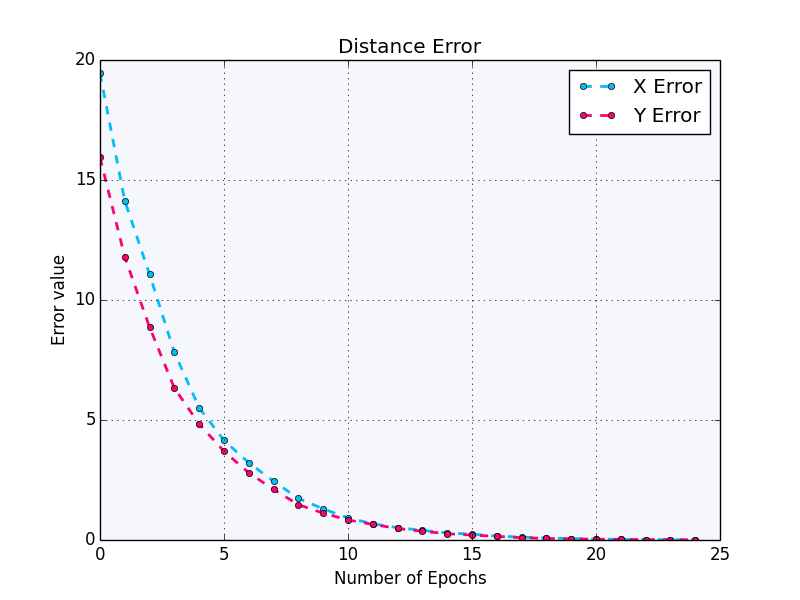 Distance Error
X Error
Y Error
20
15
10
5
0
Error value
0 5 10 15 20 25
Number of Epochs